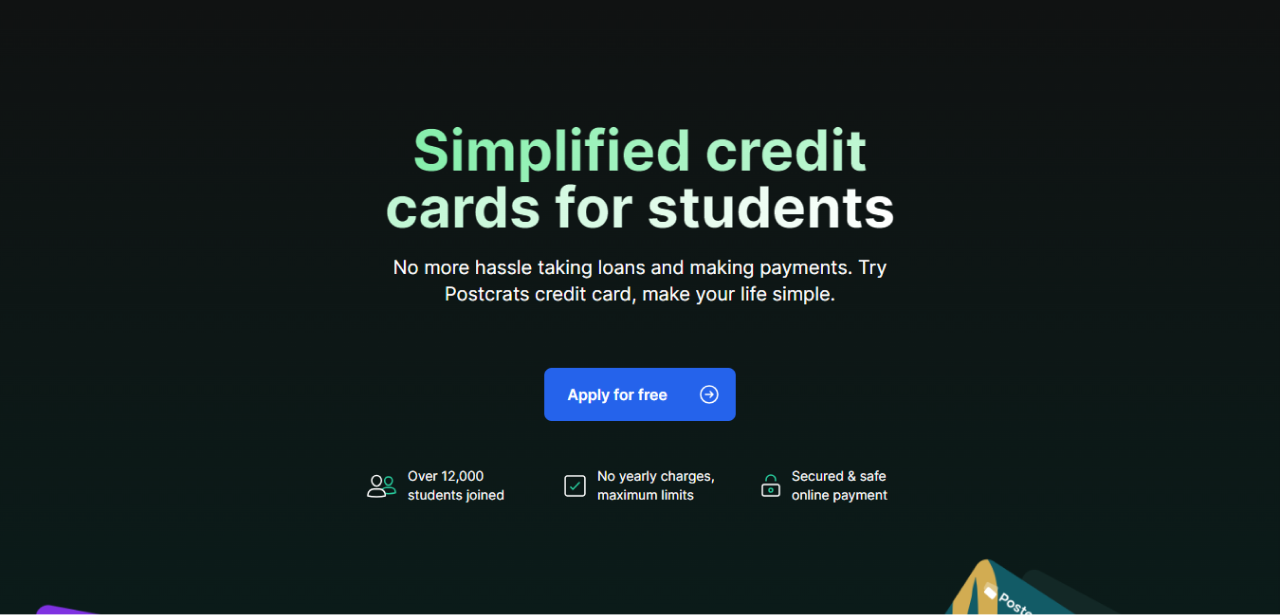 Simplified credit
cards for students
No more hassle taking loans and making payments. Try
Postcrats credit card, make your life simple.
Apply for free
Over 12,000
students joined
No yearly charges,
maximum limits
Secured & safe
online payment